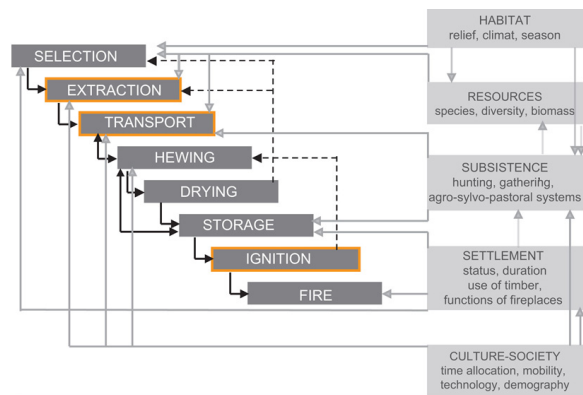 SELECTION
EXTRACTION
TRANSPORT
HEWING
DRYING
STORAGE
IGNITION
FIRE
HABITAT
relief, climat, season
RESOURCES
species, diversity, biomass
SUBSISTENCE
hunting, gathering,
agro-sylvo-pastoral systems
SETTLEMENT
status, duration
use of timber,
functions of fireplaces
CULTURE-SOCIETY
time allocation, mobility,
technology, demography